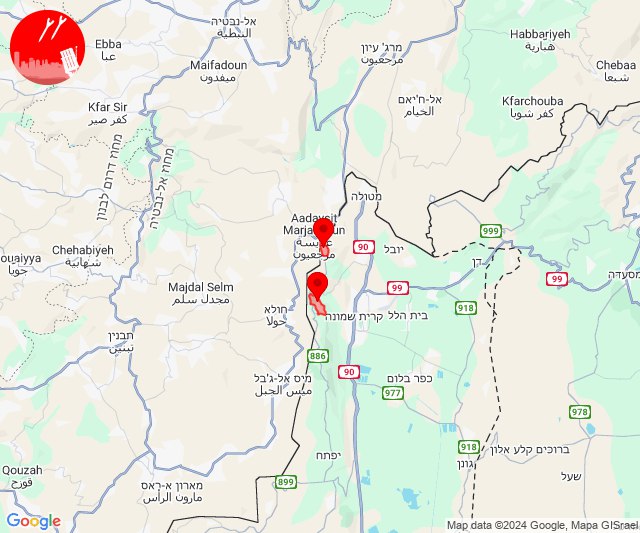 אל-נבטיה
النبطية
Ebba
عبا
Maifadoun
ميفدون
מרג' עיון
مرجعيون
Habbariyeh
هبارية
Chebaa
شبعا
Kfar Sir
كفر صير
אל-ח'יאם
الخيام
Kfarchouba
كفر شوبا
מחוז דרום לבנון
מחוז אל-נבטיה
מטולה
Aadaysit
Marja
un
مرجعيون
90
יובל
999
דן
מסעדה
ouaiyya
جويا
Chehabiyeh
شهابية
Majdal Selm
مجدل سلم
99
99
918
חולא
حولا
קרית שמונה
בית הלל
תבנין
تبنين
886
90
מיס אל-ג'בל
ميس الجبل
כפר בלום
977
978
918
ברוכים קלע אלון
גונן
יפתח
Qouzah
قوزح
899
מארון א-ראס
مارون الراس
שעל
Google
Map data ©2024 Google, Mapa GISrael